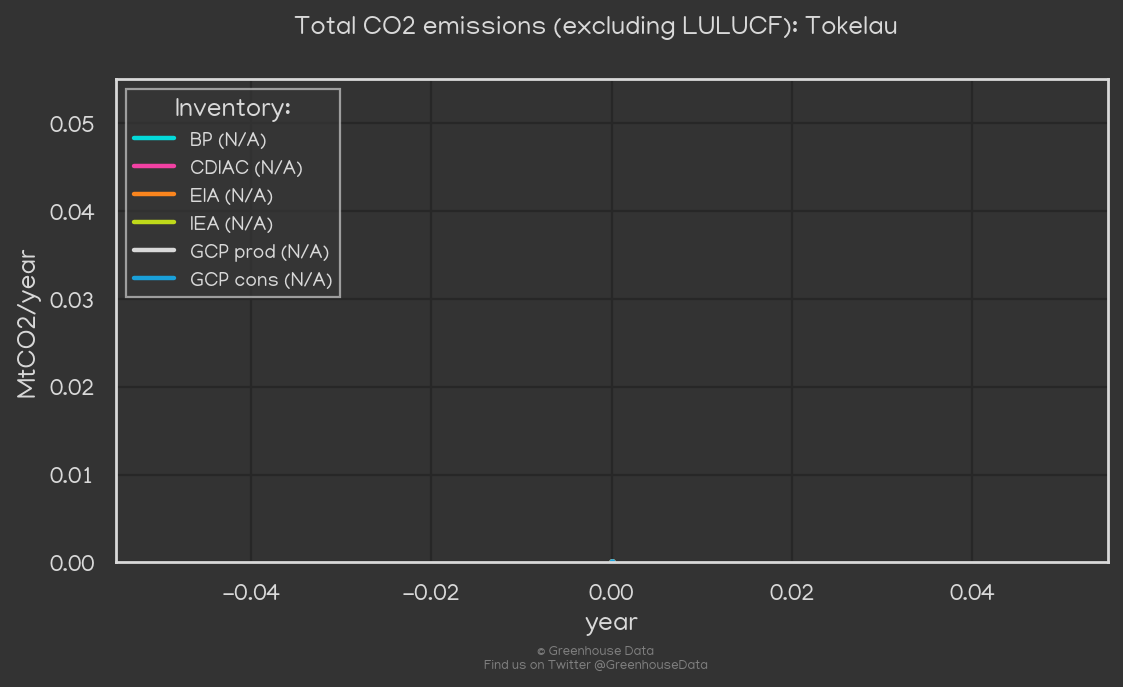 Total CO2 emissions (excluding LULUCF): Tokelau
Inventory:
BP (N/A)
CDIAC (N/A)
EIA (N/A)
IEA (N/A)
GCP prod (N/A)
GCP cons (N/A)
MtCO2/year
0.05
0.04
0.03
0.02
0.01
0.00
−0.04 −0.02 0.00 0.02 0.04
year
© Greenhouse Data
Find us on Twitter @GreenhouseData